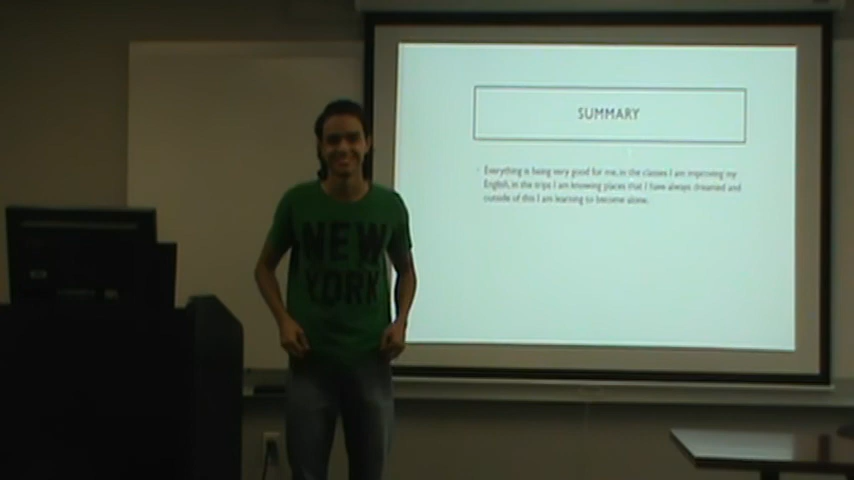 SUMMARY
Everything is being very good for me, in the classes I am improving my
English, in the trips I am knowing places that I have always dreamed and
outside of this I am learning to become alone.
NEW
YORK